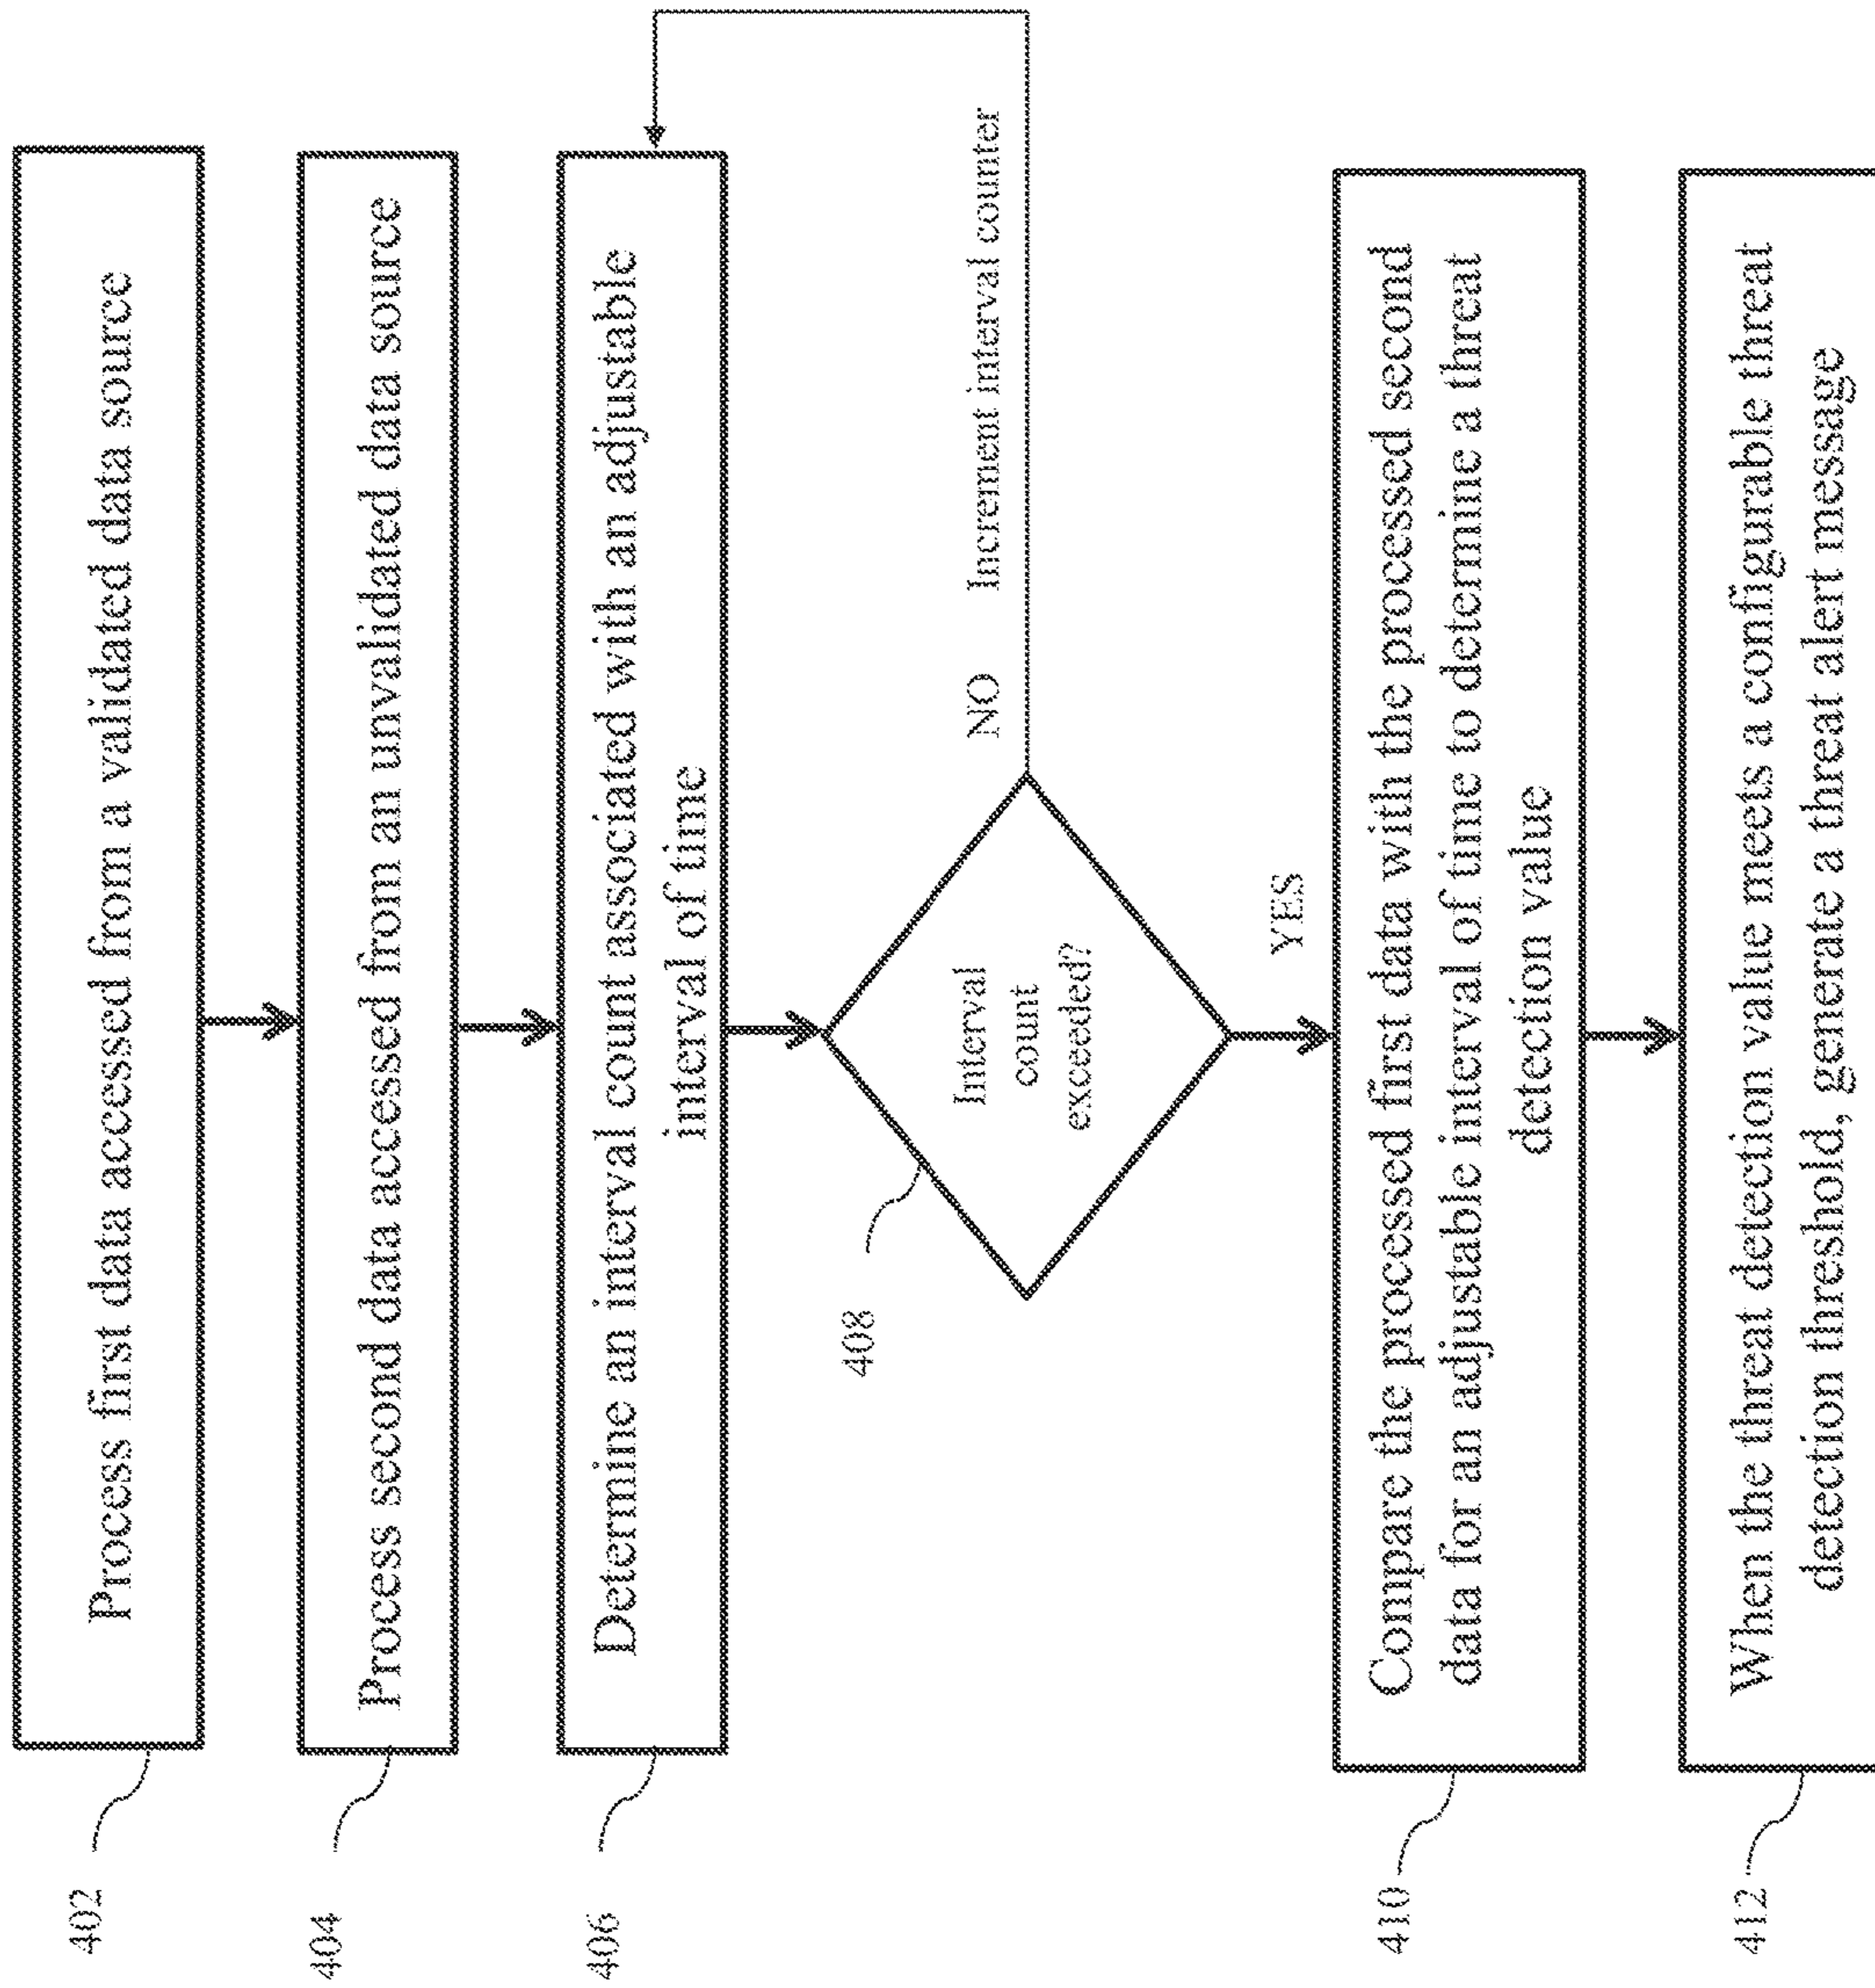 402
Process first data accessed from a validated data source
404
Process second data accessed from an unvalidated data source
406
Determine an interval count associated with an adjustable
interval of time
408
Interval
count
exceeded?
NO
Increment interval counter
YES
410
Compare the processed first data with the processed second
data for an adjustable interval of time to determine a threat
detection value
412
When the threat detection value meets a configurable threat
detection threshold, generate a threat alert message